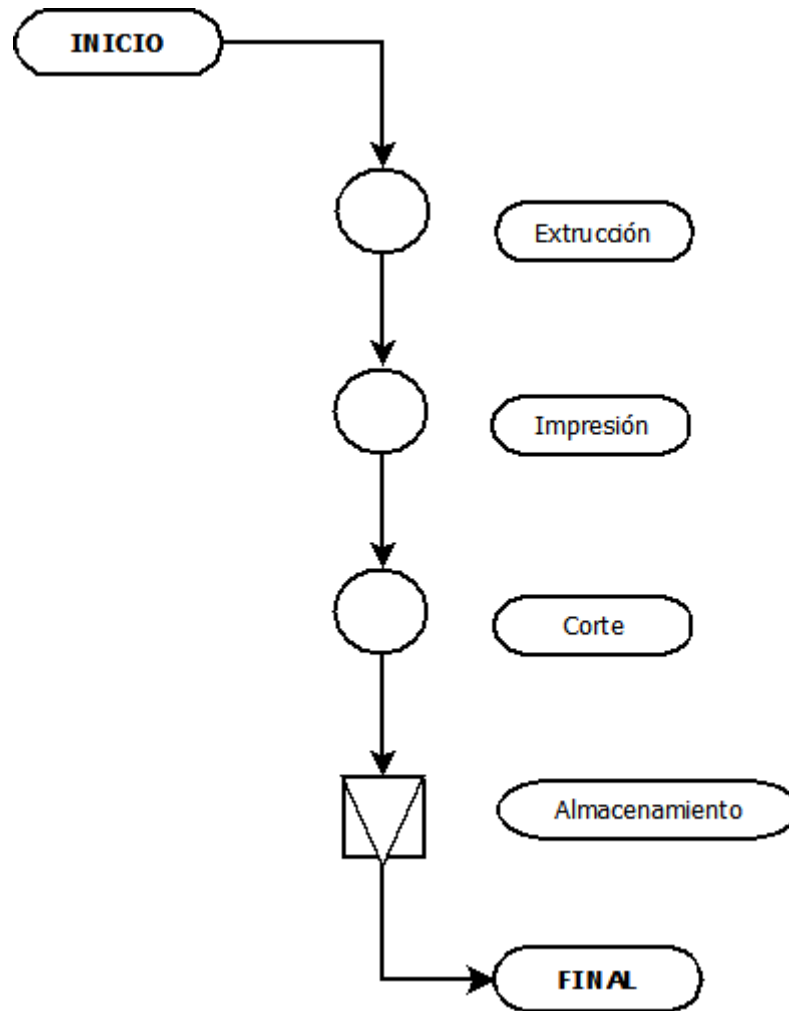 INICIO
Extrucción
Impresión
Corte
Almacenamiento
FINAL